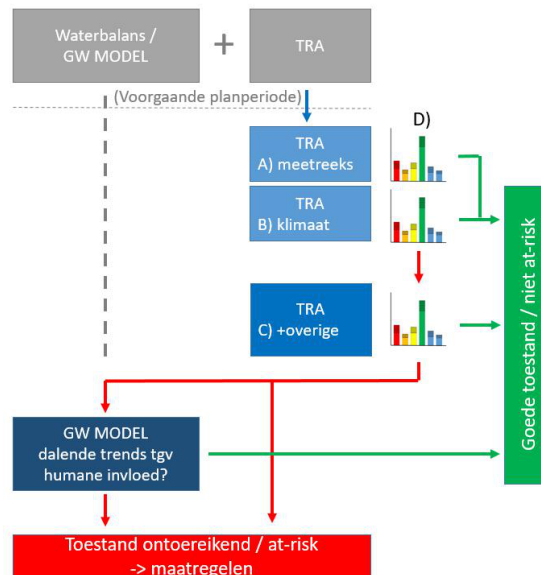 Waterbalans /
GW MODEL
+
TRA
(Voorgaande planperiode)
D)
TRA
A) meetreeks
TRA
B) klimaat
TRA
C) +overige
Goede toestand / niet at-risk
GW MODEL
dalende trends tgv
humane invloed?
Toestand ontoereikend / at-risk
-> maatregelen